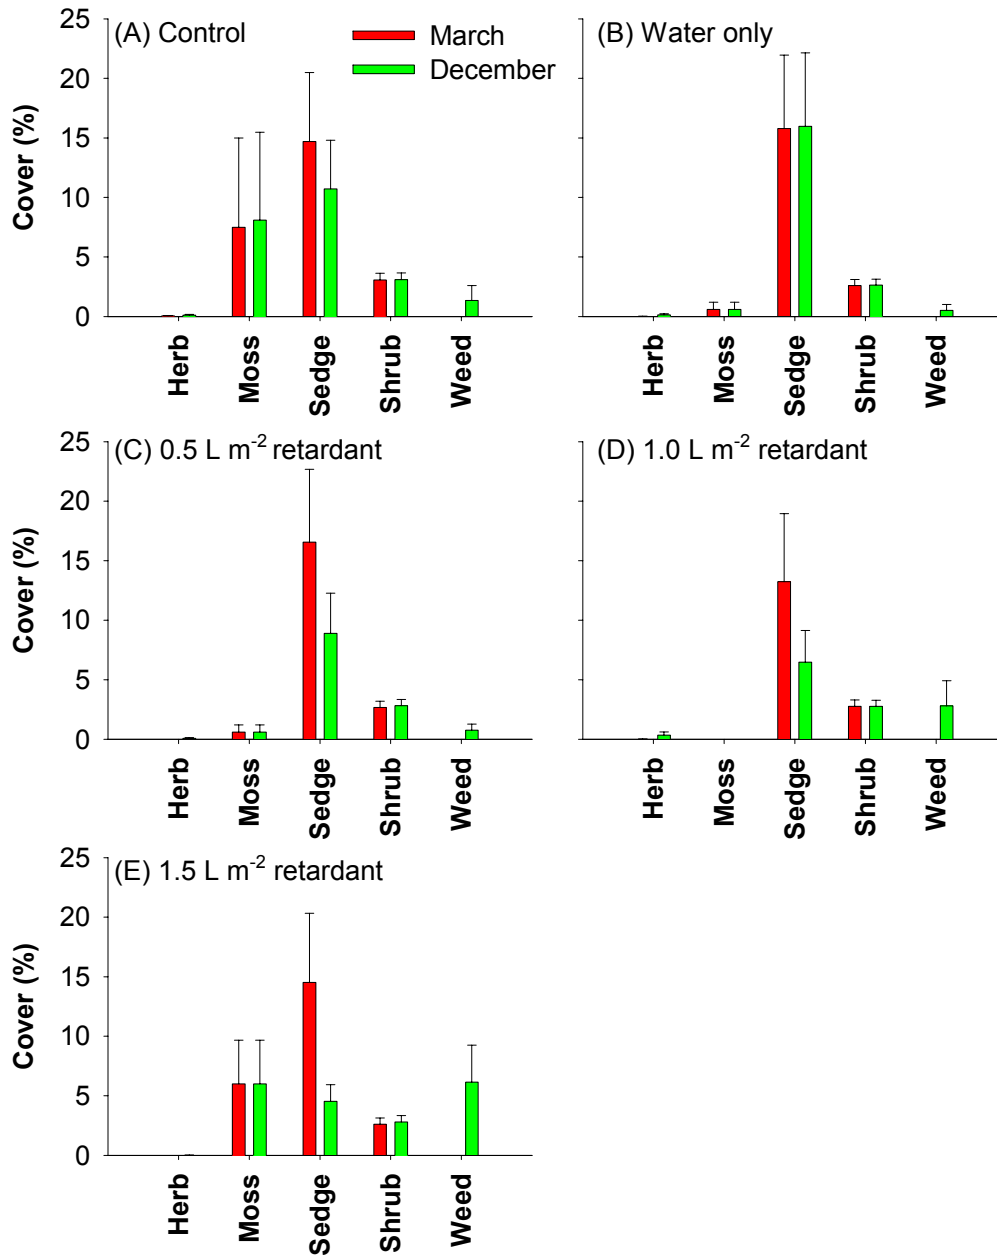 25
20
15
10
5
0
Cover (%)
(A) Control
March
December
Herb
Moss
Sedge
Shrub
Weed
(B) Water only
Herb
Moss
Sedge
Shrub
Weed
25
20
15
10
5
0
Cover (%)
(C) 0.5 L m⁻² retardant
Herb
Moss
Sedge
Shrub
Weed
(D) 1.0 L m⁻² retardant
Herb
Moss
Sedge
Shrub
Weed
25
20
15
10
5
0
Cover (%)
(E) 1.5 L m⁻² retardant
Herb
Moss
Sedge
Shrub
Weed